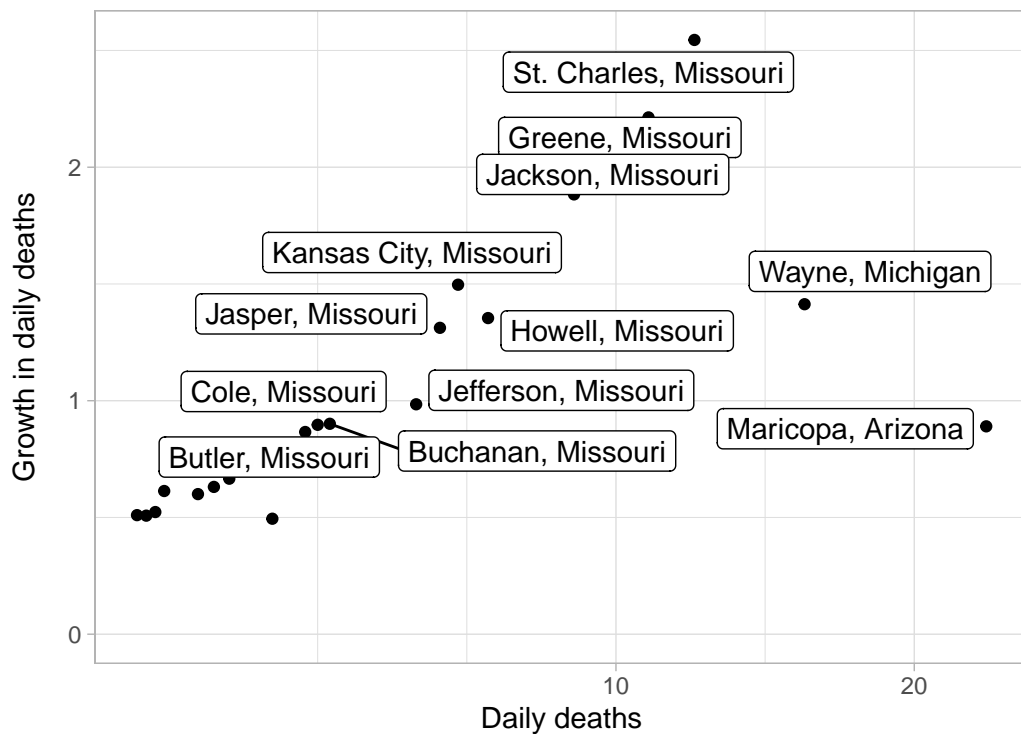 St. Charles, Missouri
Greene, Missouri
Jackson, Missouri
Kansas City, Missouri
Wayne, Michigan
Jasper, Missouri
Howell, Missouri
Cole, Missouri
Jefferson, Missouri
Maricopa, Arizona
Butler, Missouri
Buchanan, Missouri
2
1
0
10
20
Daily deaths
Growth in daily deaths